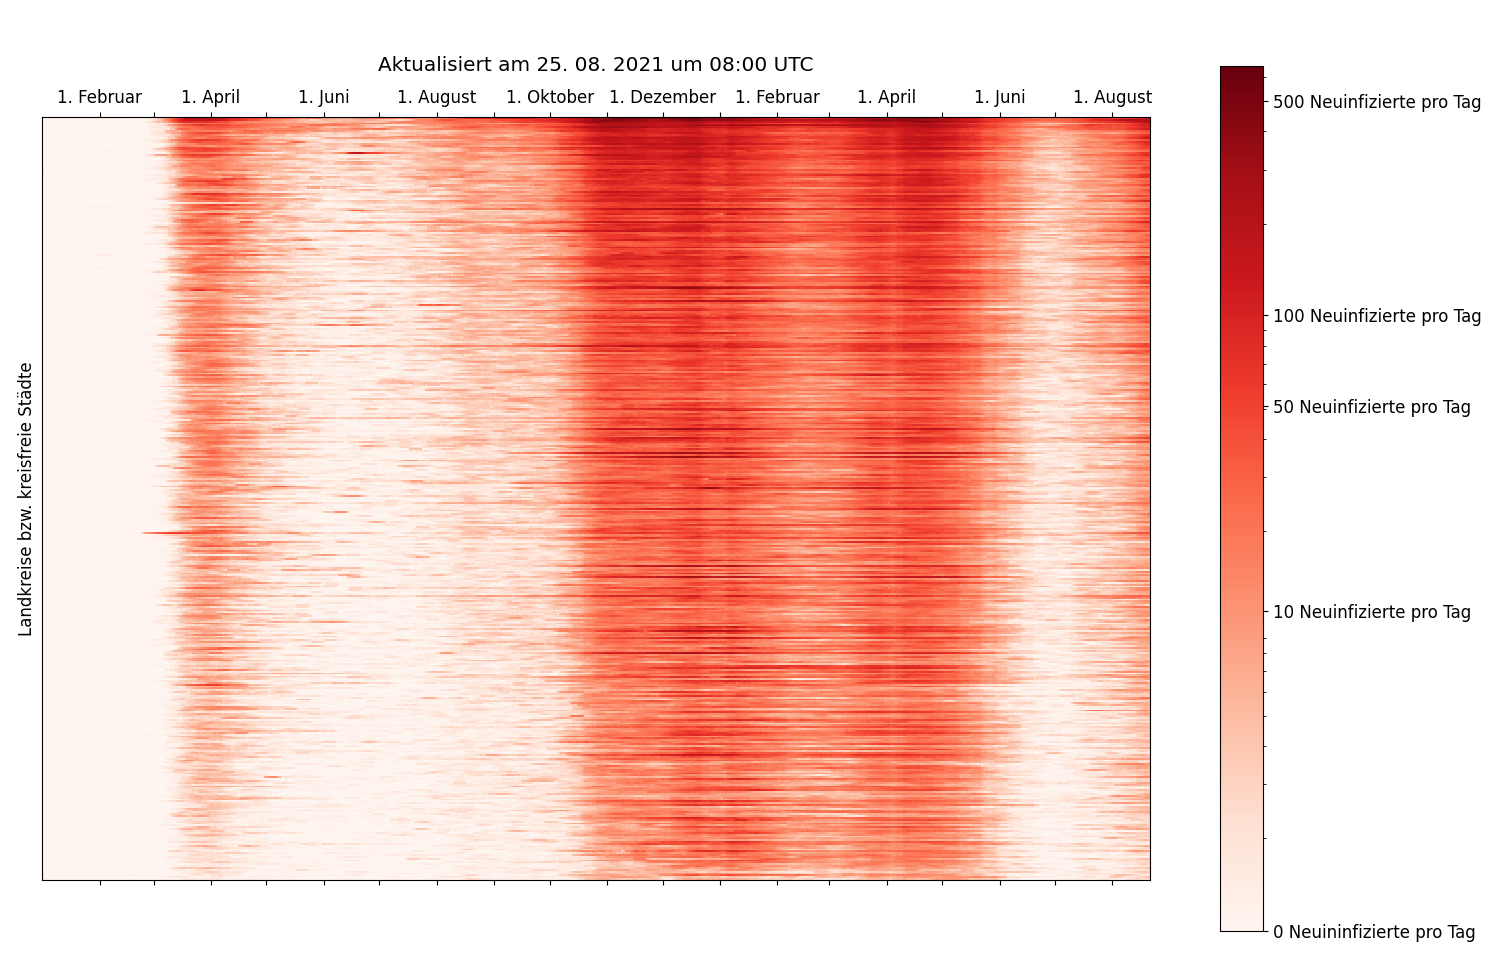 Aktualisiert am 25. 08. 2021 um 08:00 UTC
1. Februar 1. April 1. Juni 1. August 1. Oktober 1. Dezember 1. Februar 1. April 1. Juni 1. August
Landkreise bzw. kreisfreie Städte
500 Neuinfizierte pro Tag
100 Neuinfizierte pro Tag
50 Neuinfizierte pro Tag
10 Neuinfizierte pro Tag
0 Neuininfizierte pro Tag